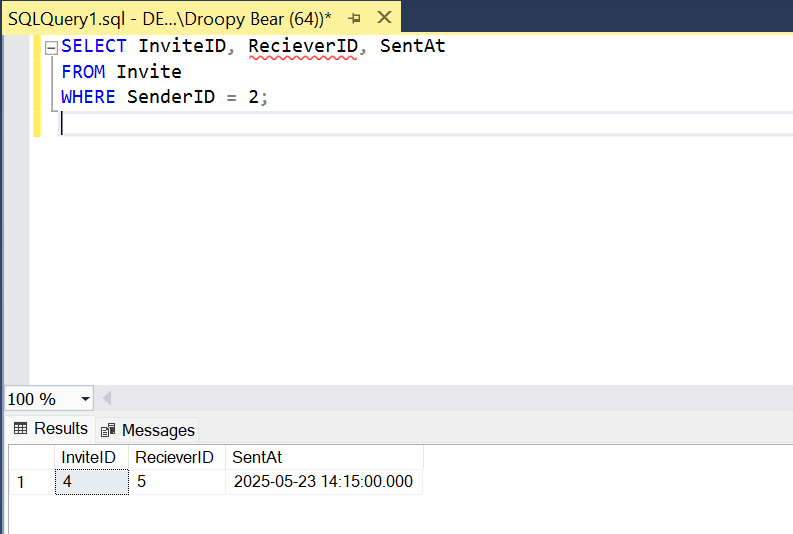 SQLQuery1.sql - DE...\Droopy Bear (64))*
SELECT InviteID, RecieverID, SentAt
FROM Invite
WHERE SenderID = 2;
100 %
Results Messages
InviteID RecieverID SentAt
1 4 5 2025-05-23 14:15:00.000